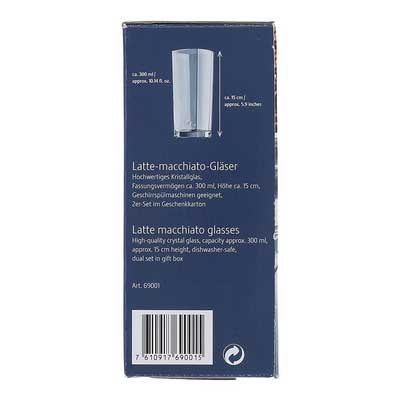 ca. 300 ml /
approx. 10.14 fl. oz.
ca. 15 cm /
approx. 5.9 inches
Latte-macchiato-Gläser
Hochwertiges Kristallglas,
Fassungsvermögen ca. 300 ml, Höhe ca. 15 cm,
Geschirrspülmaschinen geeignet,
2er-Set im Geschenkkarton
Latte macchiato glasses
High-quality crystal glass, capacity approx. 300 ml,
approx. 15 cm height, dishwasher-safe,
dual set in gift box
Art. 69001
7 610917 690015